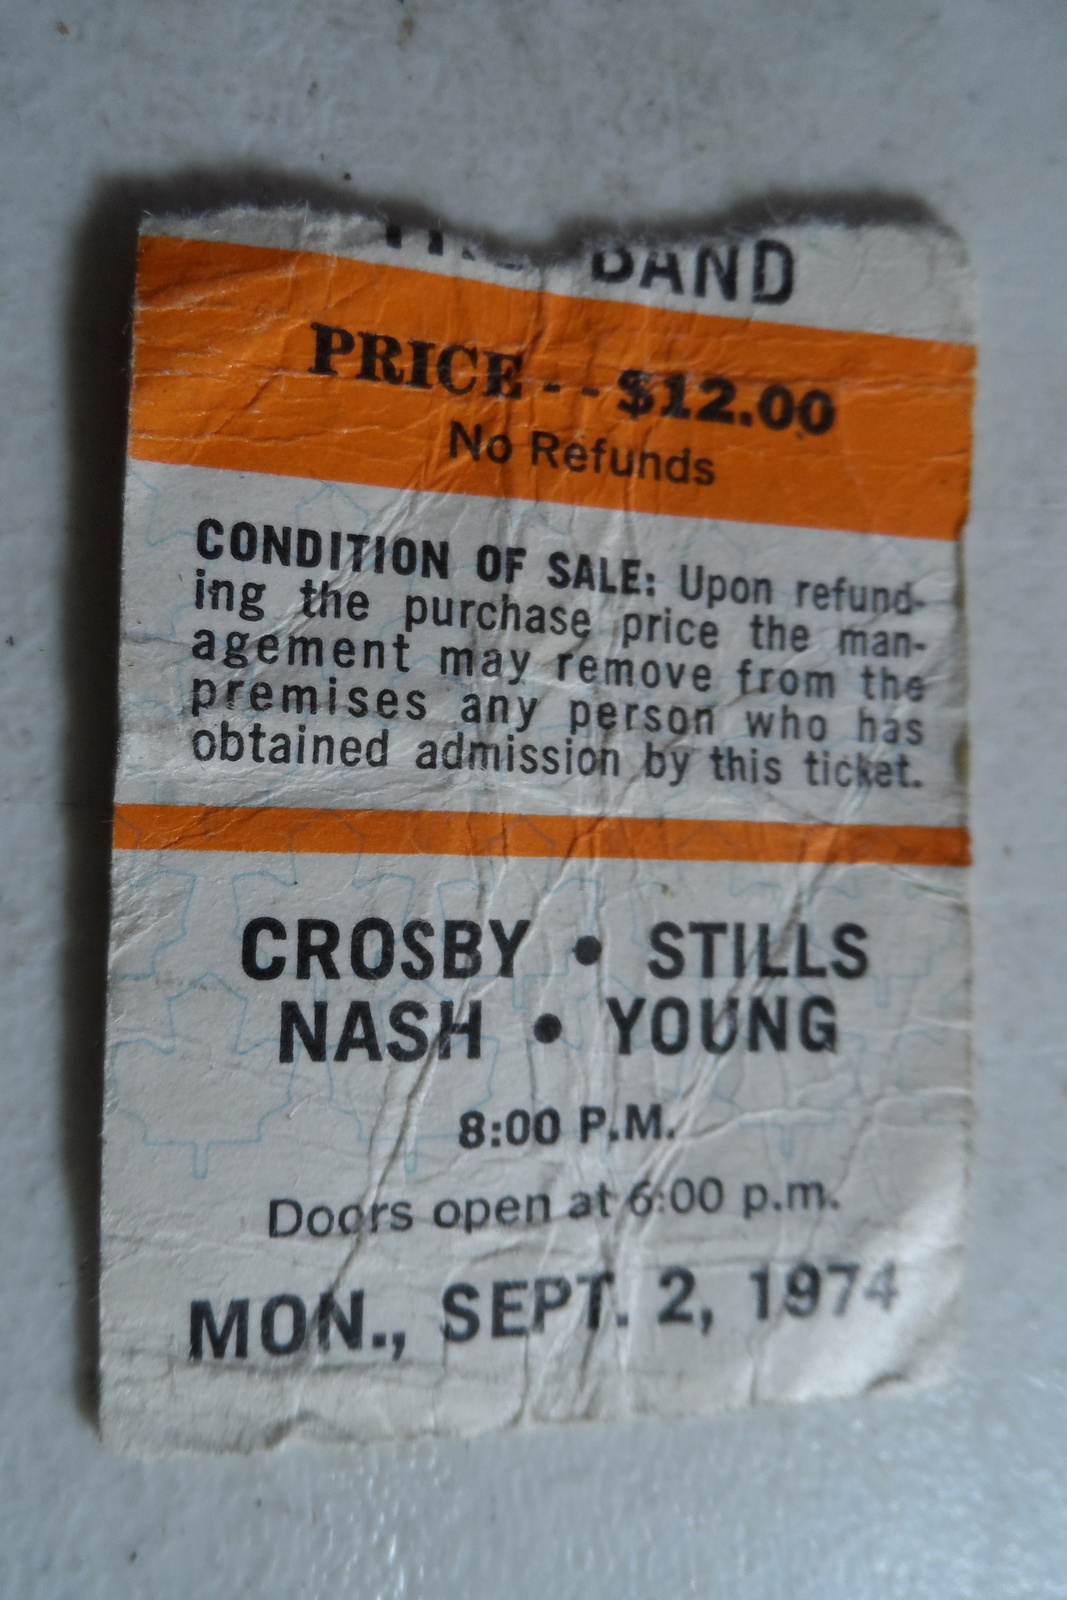 THE BAND
PRICE - - $12.00
No Refunds
CONDITION OF SALE: Upon refund-
ing the purchase price the man-
agement may remove from the
premises any person who has
obtained admission by this ticket.
CROSBY • STILLS
NASH • YOUNG
8:00 P.M.
Doors open at 6:00 p.m.
MON., SEPT. 2, 1974